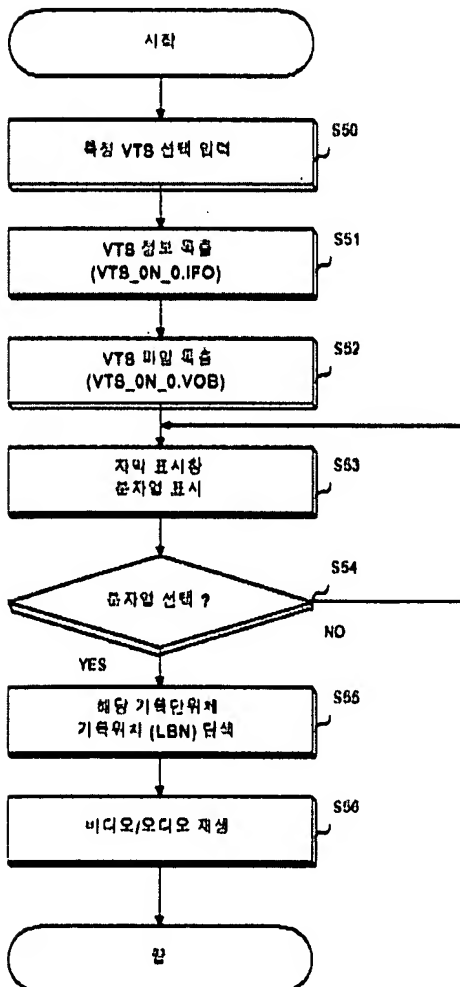 시작
S50
특정 VTS 선택 입력
S51
VTS 정보 독출
(VTS_0N_0.IFO)
S52
VTS 파일 독출
(VTS_0N_0.VOB)
S53
자막 표시창
문자열 표시
S54
문자열 선택 ?
NO
YES
S55
해당 기록단위체
기록위치 (LBN) 탐색
S56
비디오/오디오 재생
끝